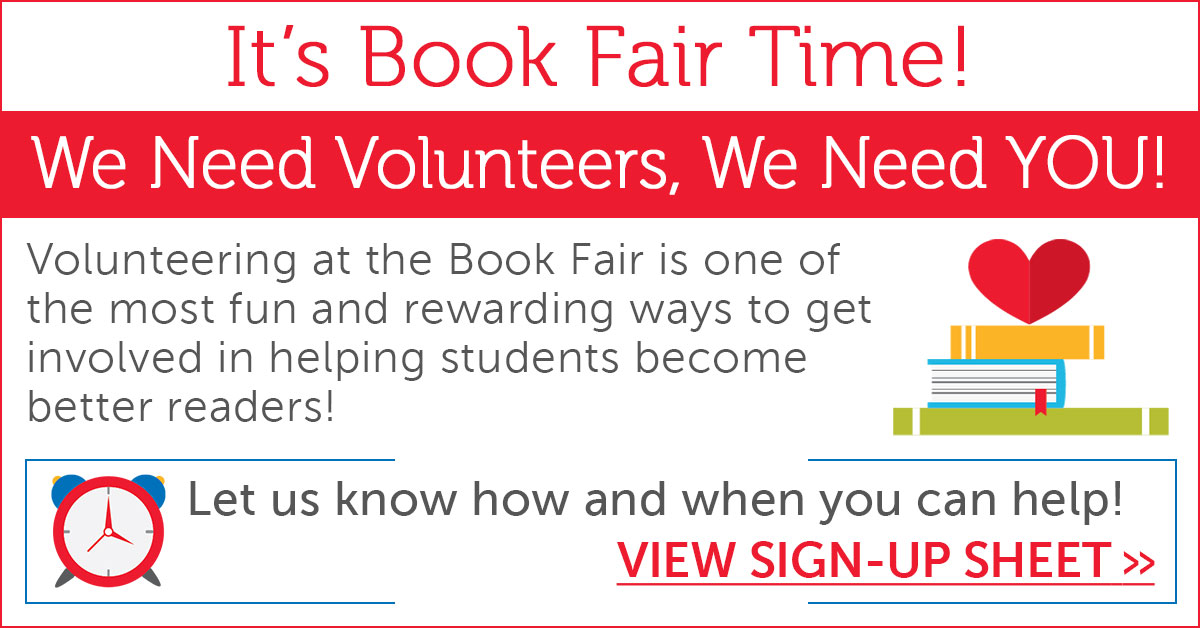 It’s Book Fair Time!
We Need Volunteers, We Need YOU!
Volunteering at the Book Fair is one of
the most fun and rewarding ways to get
involved in helping students become
better readers!
Let us know how and when you can help!
VIEW SIGN-UP SHEET »